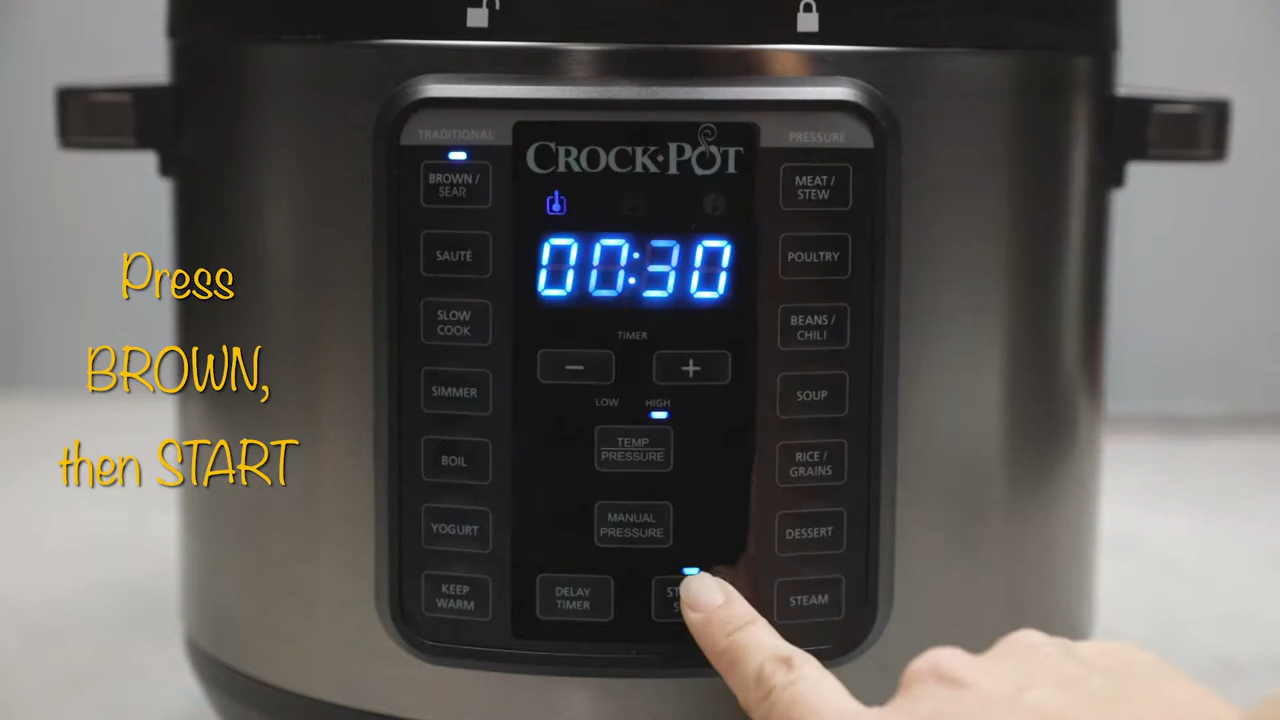 Press
BROWN,
then START
TRADITIONAL
BROWN /
SEAR
SAUTÉ
SLOW
COOK
SIMMER
BOIL
YOGURT
KEEP
WARM
CROCK·POT
00:30
TIMER
−
+
LOW HIGH
TEMP
PRESSURE
MANUAL
PRESSURE
DELAY
TIMER
PRESSURE
MEAT /
STEW
POULTRY
BEANS /
CHILI
SOUP
RICE /
GRAINS
DESSERT
STEAM